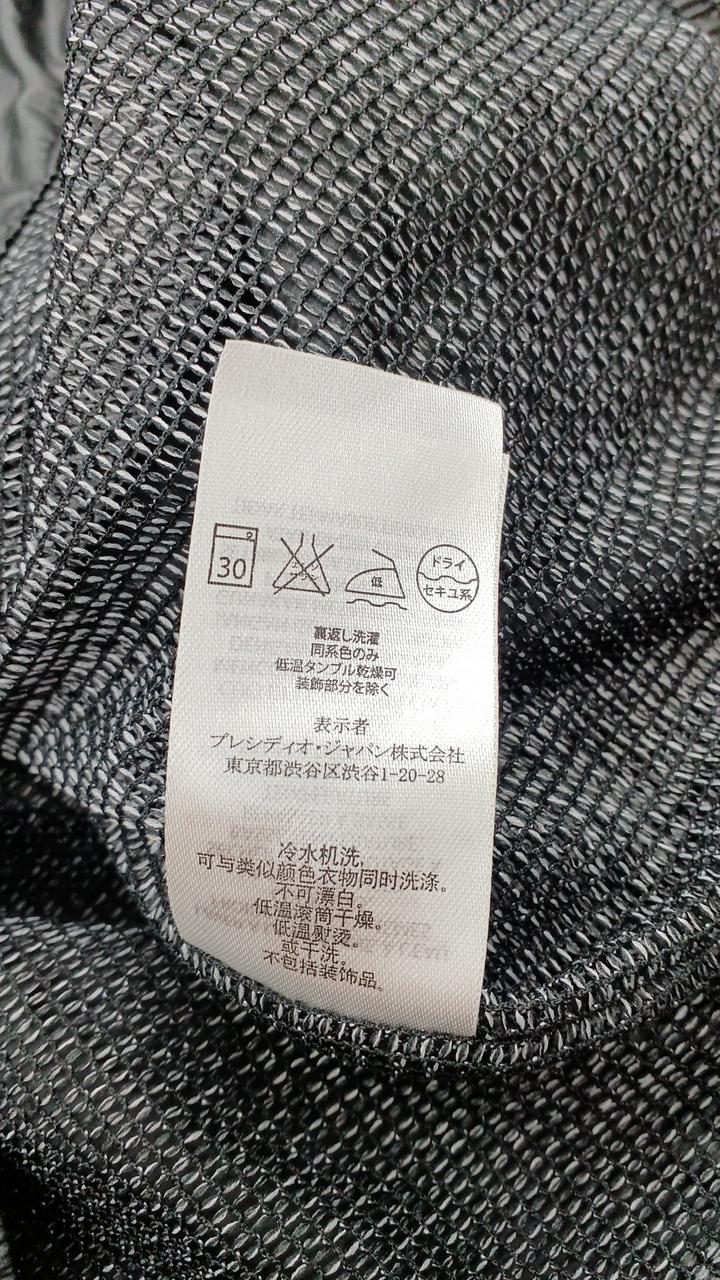 30
低
ドライ
セキユ系
裏返し洗濯
同系色のみ
低温タンブル乾燥可
装飾部分を除く
表示者
プレシディオ・ジャパン株式会社
東京都渋谷区渋谷1-20-28
冷水机洗,
可与类似颜色衣物同时洗涤。
不可漂白。
低温滚筒干燥。
低温熨烫。
或干洗。
不包括装饰品。